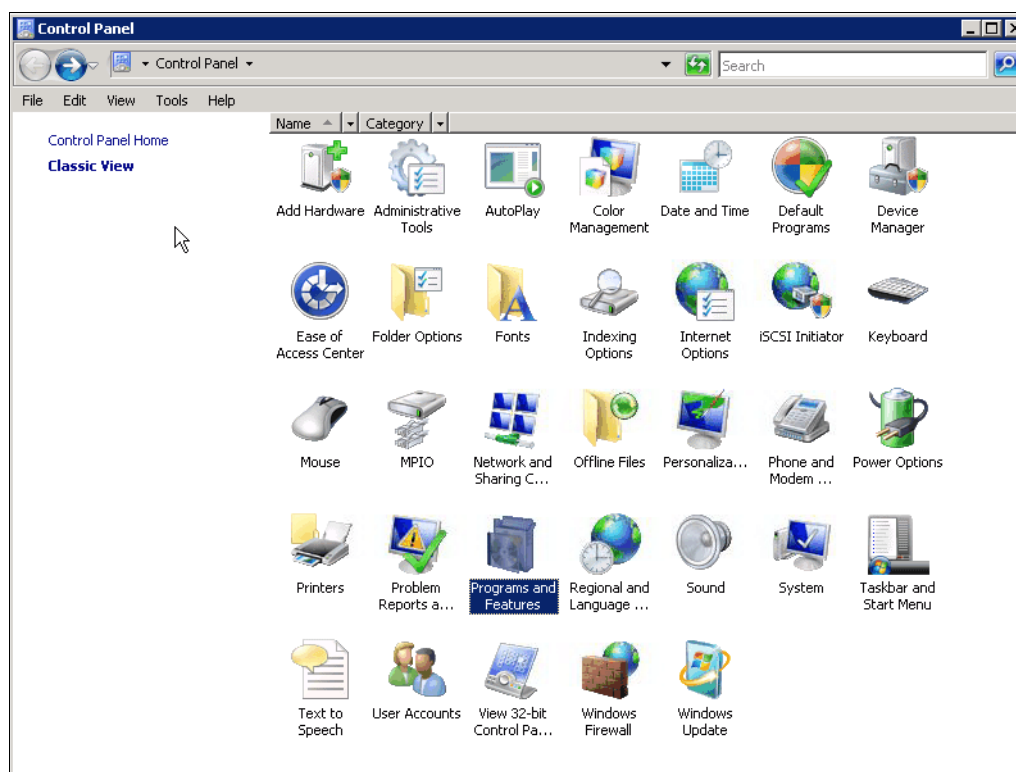 Control Panel
Control Panel
Search
File Edit View Tools Help
Name Category
Control Panel Home
Classic View
Add Hardware Administrative Tools AutoPlay Color Management Date and Time Default Programs Device Manager
Ease of Access Center Folder Options Fonts Indexing Options Internet Options iSCSI Initiator Keyboard
Mouse MPIO Network and Sharing C... Offline Files Personaliza... Phone and Modem ... Power Options
Printers Problem Reports a... Programs and Features Regional and Language ... Sound System Taskbar and Start Menu
Text to Speech User Accounts View 32-bit Control Pa... Windows Firewall Windows Update